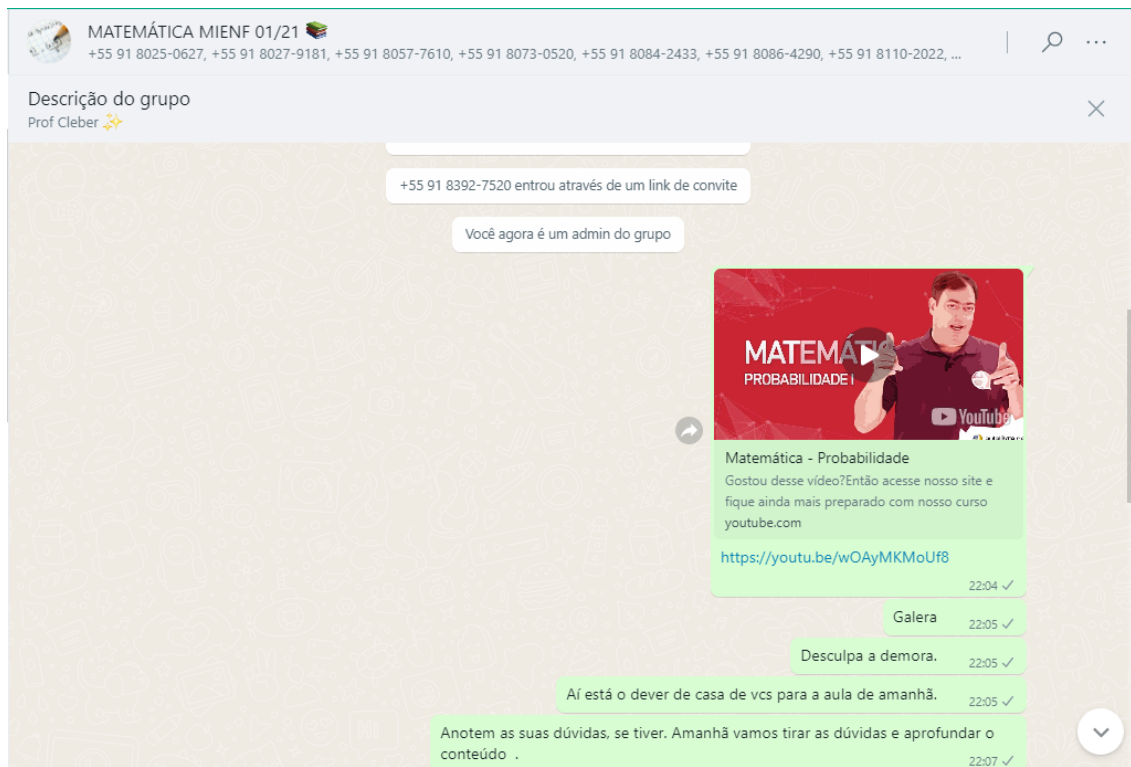 MATEMÁTICA MIENF 01/21 📚
+55 91 8025-0627, +55 91 8027-9181, +55 91 8057-7610, +55 91 8073-0520, +55 91 8084-2433, +55 91 8086-4290, +55 91 8110-2022, ...
Descrição do grupo
Prof Cleber ✨
+55 91 8392-7520 entrou através de um link de convite
Você agora é um admin do grupo
PROBABILIDADE I
YouTube
Matemática - Probabilidade
Gostou desse vídeo?Então acesse nosso site e
fique ainda mais preparado com nosso curso
youtube.com
https://youtu.be/wOAyMKMoUf8
22:04
Galera 22:05
Desculpa a demora. 22:05
Aí está o dever de casa de vcs para a aula de amanhã. 22:05
Anotem as suas dúvidas, se tiver. Amanhã vamos tirar as dúvidas e aprofundar o
conteúdo . 22:07